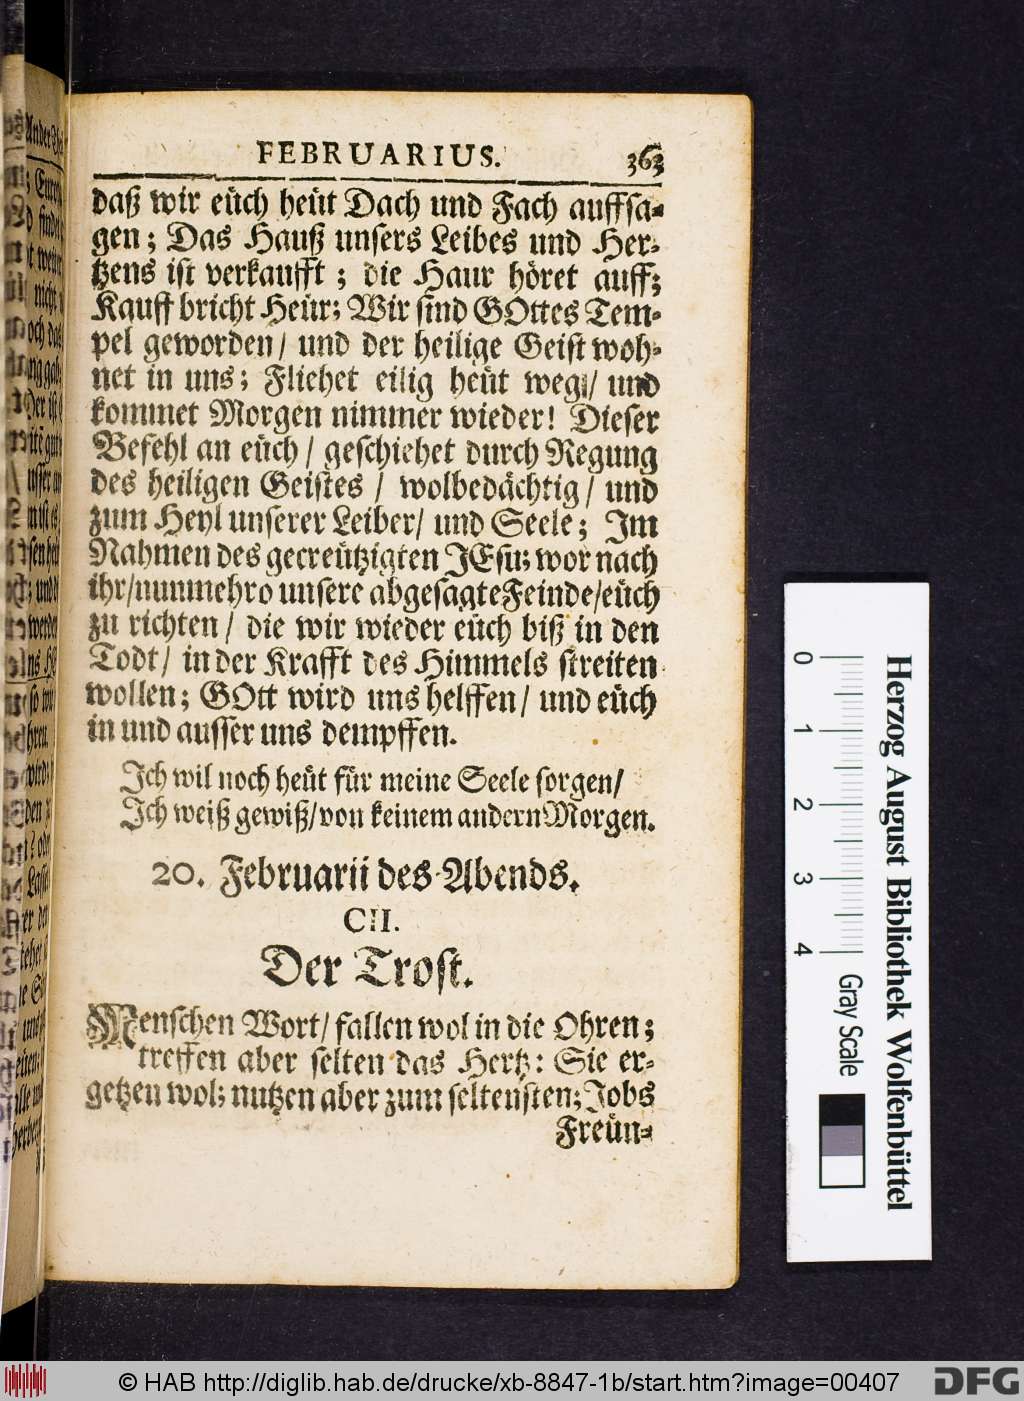 FEBRUARIUS. 363
daß wir eüch heüt Dach und Fach auffsa-
gen; Das Hauß unsers Leibes und Her-
tzens ist verkaufft; die Haur höret auff;
Kauff bricht Heür; Wir sind GOttes Tem-
pel geworden/ und der heilige Geist woh-
net in uns; Fliehet eilig heüt weg/ und
kommet Morgen nimmer wieder! Dieser
Befehl an eüch/ geschiehet durch Regung
des heiligen Geistes/ wolbedächtig/ und
zum Heyl unserer Leiber/ und Seele; Im
Nahmen des gecreützigten JEsu; wor nach
ihr/nunmehro unsere abgesagte Feinde/eüch
zu richten/ die wir wieder eüch biß in den
Todt/ in der Krafft des Himmels streiten
wollen; GOtt wird uns helffen/ und eüch
in und ausser uns dempffen.
Ich wil noch heüt für meine Seele sorgen/
Ich weiß gewiß/von keinem andern Morgen.
20. Februarii des Abends.
CII.
Der Trost.
Menschen Wort/ fallen wol in die Ohren;
treffen aber selten das Hertz: Sie er-
getzen wol; nutzen aber zum seltensten; Jobs
Freün-
Herzog August Bibliothek Wolfenbüttel
0 1 2 3 4 Gray Scale
© HAB http://diglib.hab.de/drucke/xb-8847-1b/start.htm?image=00407
DFG